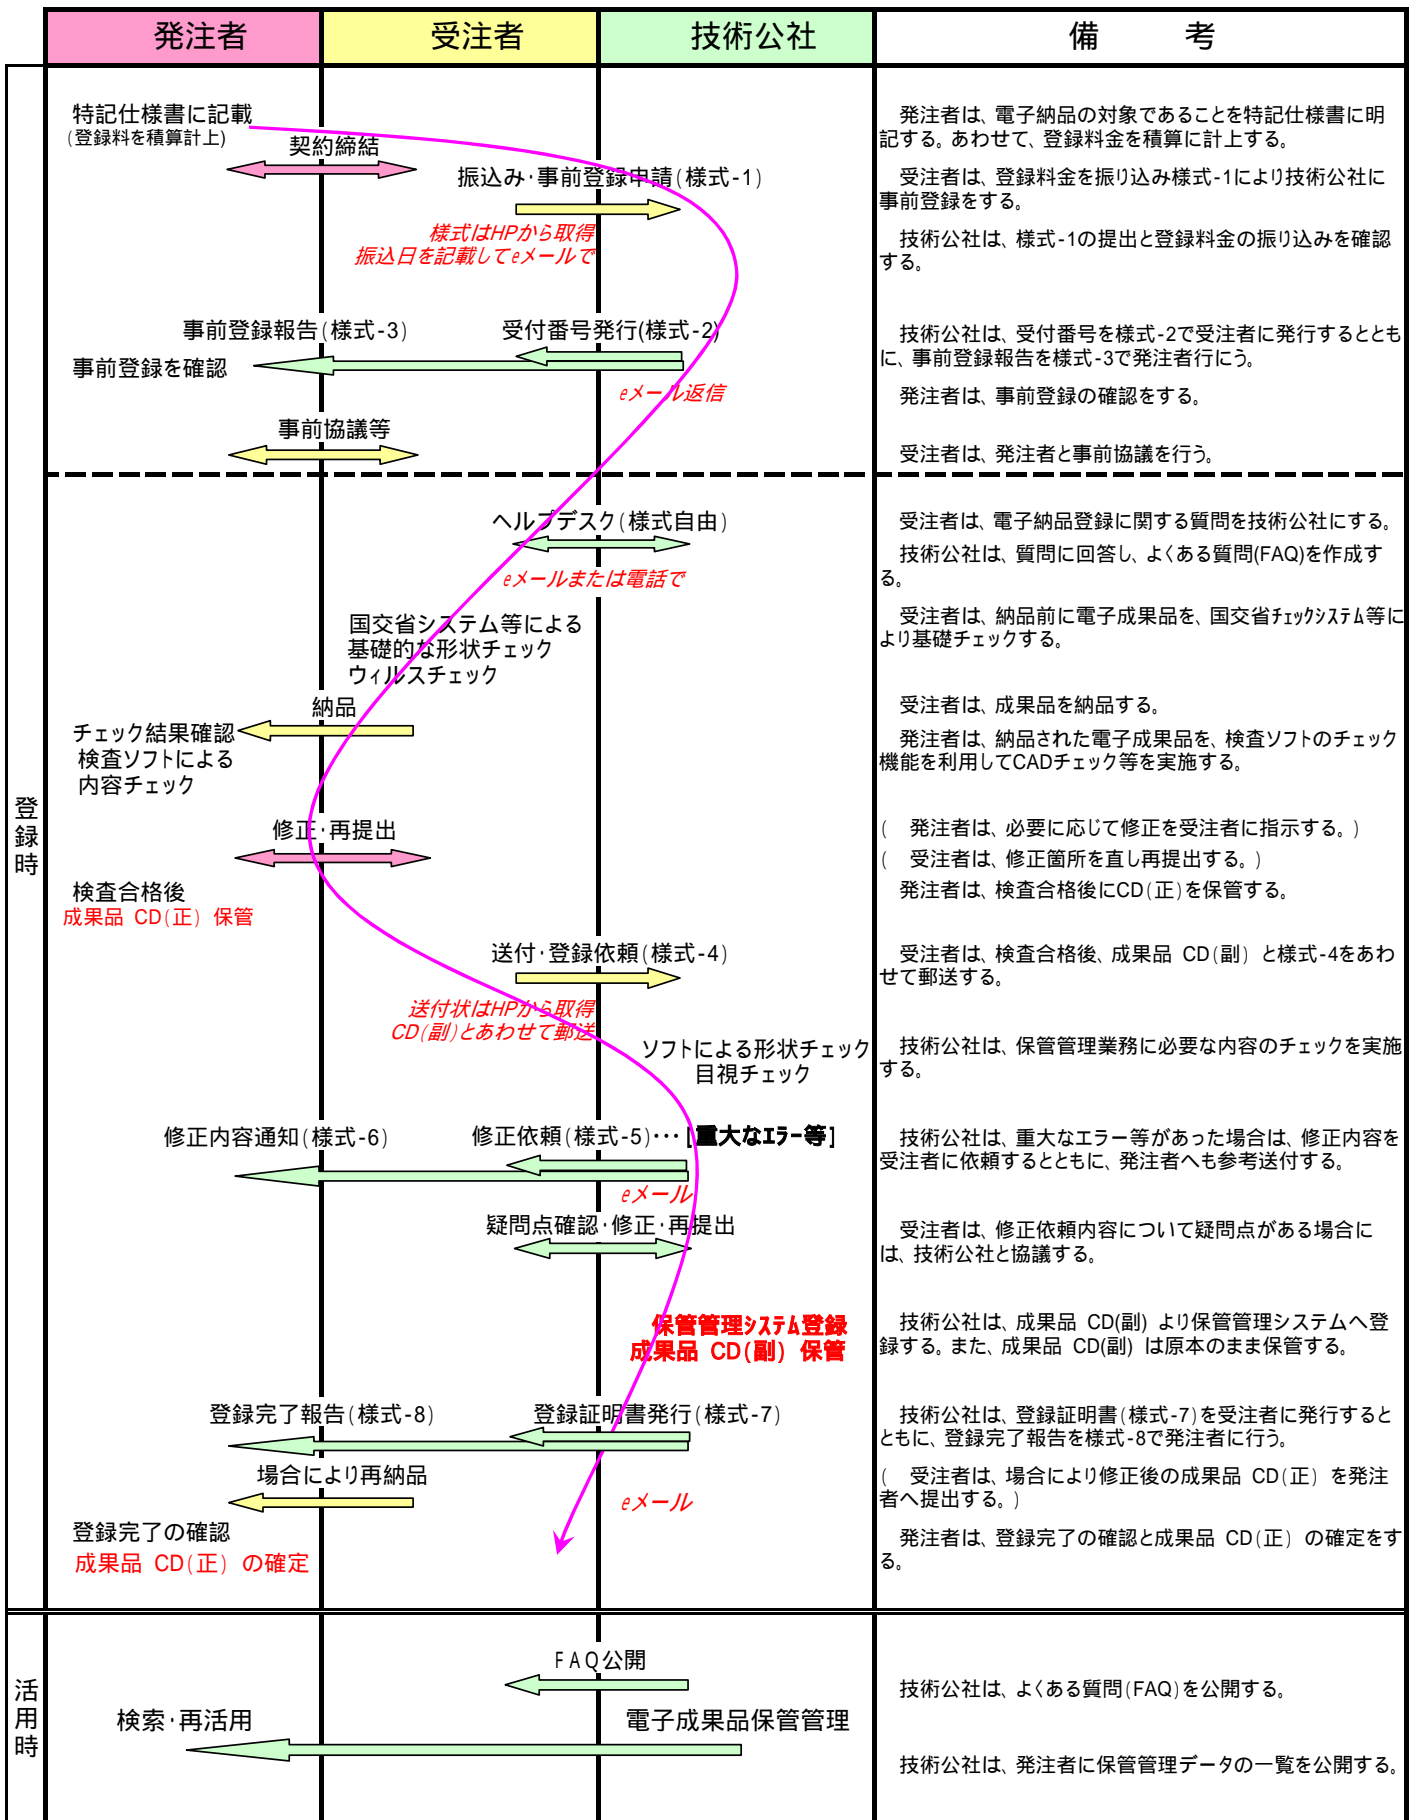 発注者
受注者
技術公社
備　　考
登録時
特記仕様書に記載
(登録料を積算計上)
契約締結
振込み・事前登録申請(様式-1)
様式はHPから取得
振込日を記載してeメールで
発注者は、電子納品の対象であることを特記仕様書に明
記する。あわせて、登録料金を積算に計上する。
受注者は、登録料金を振り込み様式-1により技術公社に
事前登録をする。
技術公社は、様式-1の提出と登録料金の振り込みを確認
する。
事前登録報告(様式-3)
受付番号発行(様式-2)
事前登録を確認
eメール返信
技術公社は、受付番号を様式-2で受注者に発行するととも
に、事前登録報告を様式-3で発注者行にう。
発注者は、事前登録の確認をする。
事前協議等
受注者は、発注者と事前協議を行う。
ヘルプデスク(様式自由)
eメールまたは電話で
受注者は、電子納品登録に関する質問を技術公社にする。
技術公社は、質問に回答し、よくある質問(FAQ)を作成す
る。
国交省システム等による
基礎的な形状チェック
ウィルスチェック
受注者は、納品前に電子成果品を、国交省ﾁｪｯｸｼｽﾃﾑ等に
より基礎チェックする。
納品
チェック結果確認
検査ソフトによる
内容チェック
受注者は、成果品を納品する。
発注者は、納品された電子成果品を、検査ソフトのチェック
機能を利用してCADチェック等を実施する。
修正・再提出
(　発注者は、必要に応じて修正を受注者に指示する。)
(　受注者は、修正箇所を直し再提出する。)
検査合格後
成果品 CD(正) 保管
発注者は、検査合格後にCD(正)を保管する。
送付・登録依頼(様式-4)
送付状はHPから取得
CD(副)とあわせて郵送
受注者は、検査合格後、成果品 CD(副) と様式-4をあわ
せて郵送する。
ソフトによる形状チェック
目視チェック
技術公社は、保管管理業務に必要な内容のチェックを実施
する。
修正内容通知(様式-6)
修正依頼(様式-5)・・・[重大なｴﾗｰ等]
eメール
技術公社は、重大なエラー等があった場合は、修正内容を
受注者に依頼するとともに、発注者へも参考送付する。
疑問点確認・修正・再提出
受注者は、修正依頼内容について疑問点がある場合に
は、技術公社と協議する。
保管管理ｼｽﾃﾑ登録
成果品 CD(副) 保管
技術公社は、成果品 CD(副) より保管管理システムへ登
録する。また、成果品 CD(副) は原本のまま保管する。
登録完了報告(様式-8)
登録証明書発行(様式-7)
技術公社は、登録証明書(様式-7)を受注者に発行すると
ともに、登録完了報告を様式-8で発注者に行う。
場合により再納品
eメール
(　受注者は、場合により修正後の成果品 CD(正) を発注
者へ提出する。)
登録完了の確認
成果品 CD(正) の確定
発注者は、登録完了の確認と成果品 CD(正) の確定をす
る。
活用時
FAQ公開
技術公社は、よくある質問(FAQ)を公開する。
検索・再活用
電子成果品保管管理
技術公社は、発注者に保管管理データの一覧を公開する。